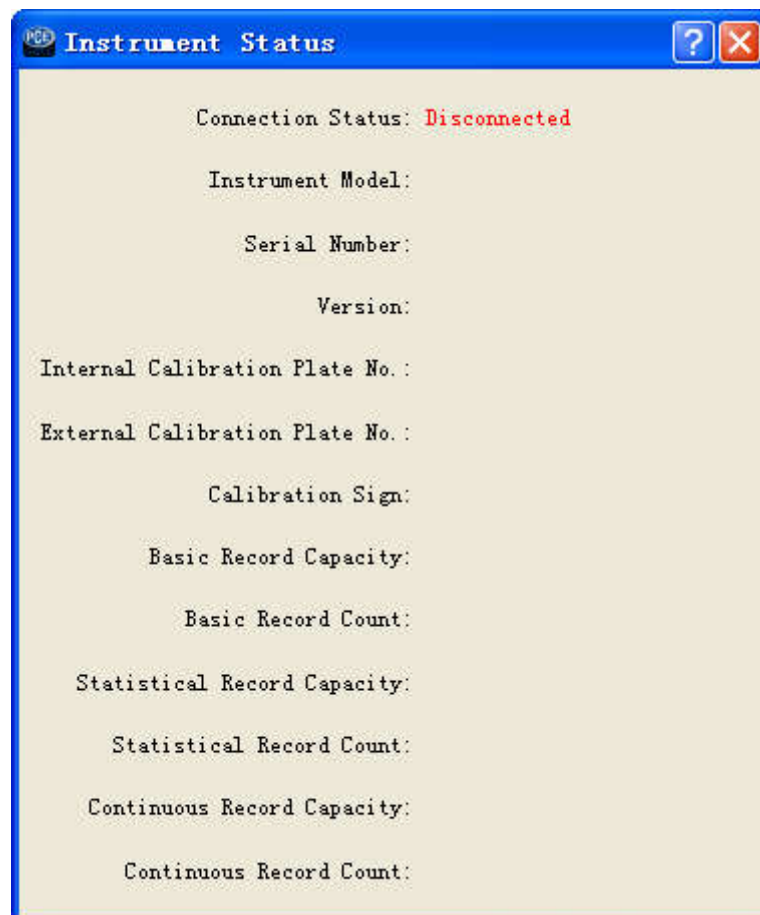 PCE Instrument Status ?
Connection Status: Disconnected
Instrument Model:
Serial Number:
Version:
Internal Calibration Plate No.:
External Calibration Plate No.:
Calibration Sign:
Basic Record Capacity:
Basic Record Count:
Statistical Record Capacity:
Statistical Record Count:
Continuous Record Capacity:
Continuous Record Count: